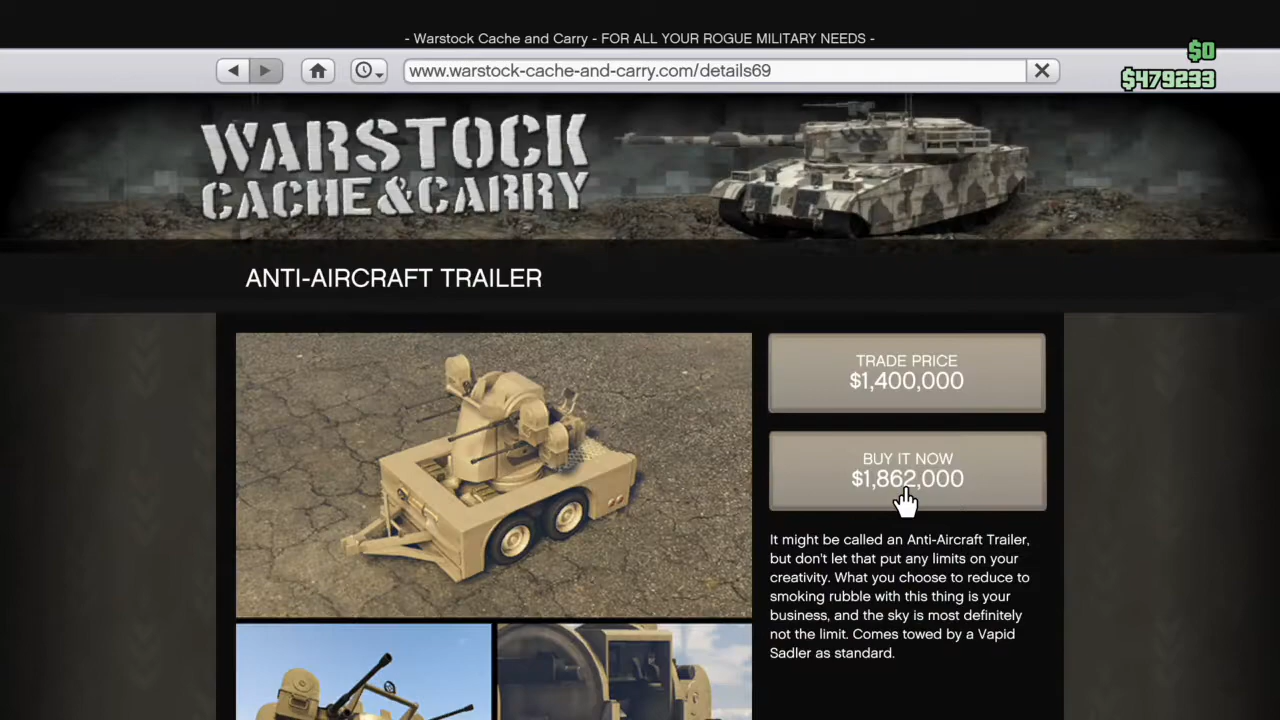 - Warstock Cache and Carry - FOR ALL YOUR ROGUE MILITARY NEEDS -
$0
www.warstock-cache-and-carry.com/details69
$479233
WARSTOCK
CACHE&CARRY
ANTI-AIRCRAFT TRAILER
TRADE PRICE
$1,400,000
BUY IT NOW
$1,862,000
It might be called an Anti-Aircraft Trailer,
but don't let that put any limits on your
creativity. What you choose to reduce to
smoking rubble with this thing is your
business, and the sky is most definitely
not the limit. Comes towed by a Vapid
Sadler as standard.